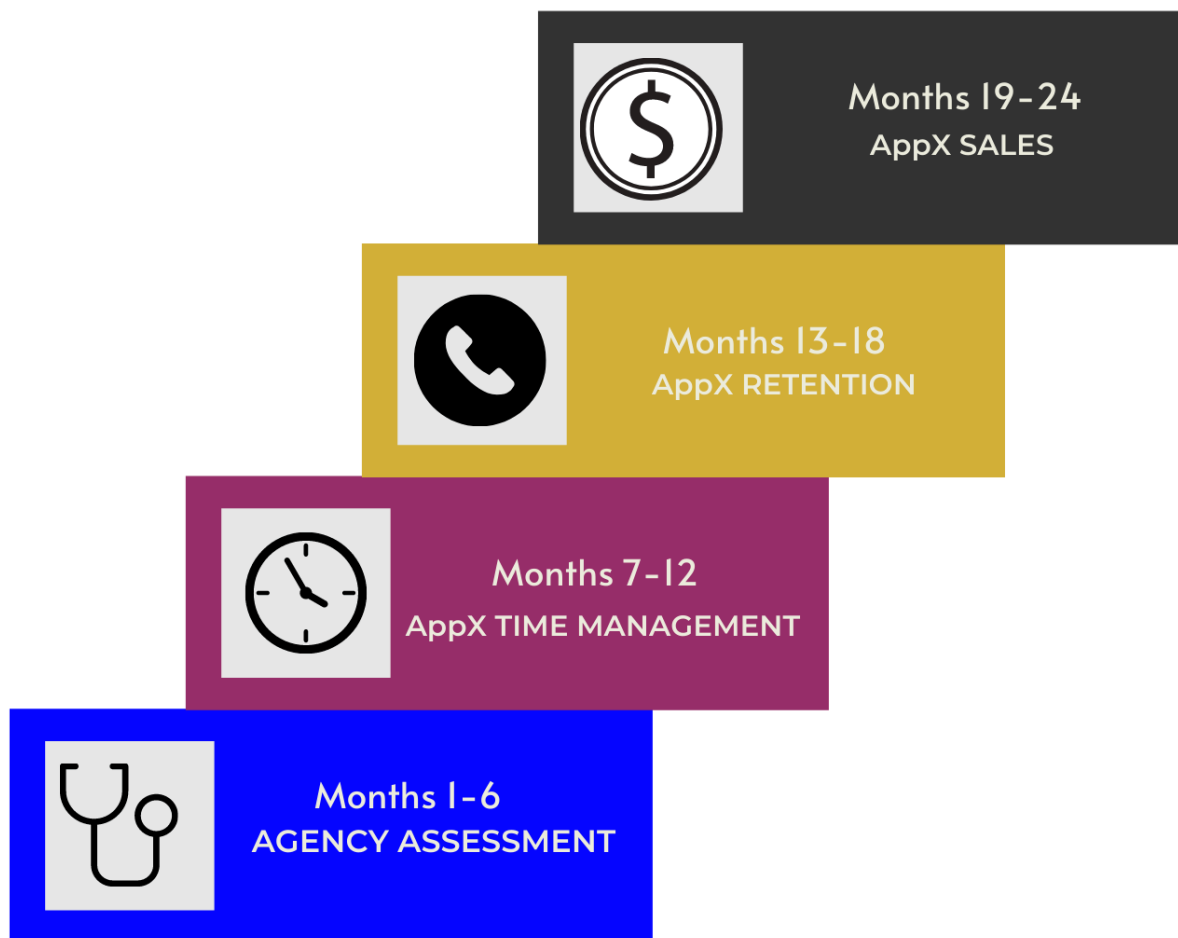 Months 19-24
AppX SALES
Months 13-18
AppX RETENTION
Months 7-12
AppX TIME MANAGEMENT
Months 1-6
AGENCY ASSESSMENT